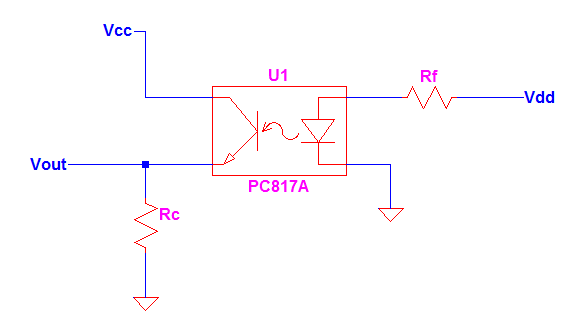 Vcc
U1
Rf
Vdd
Vout
PC817A
Rc